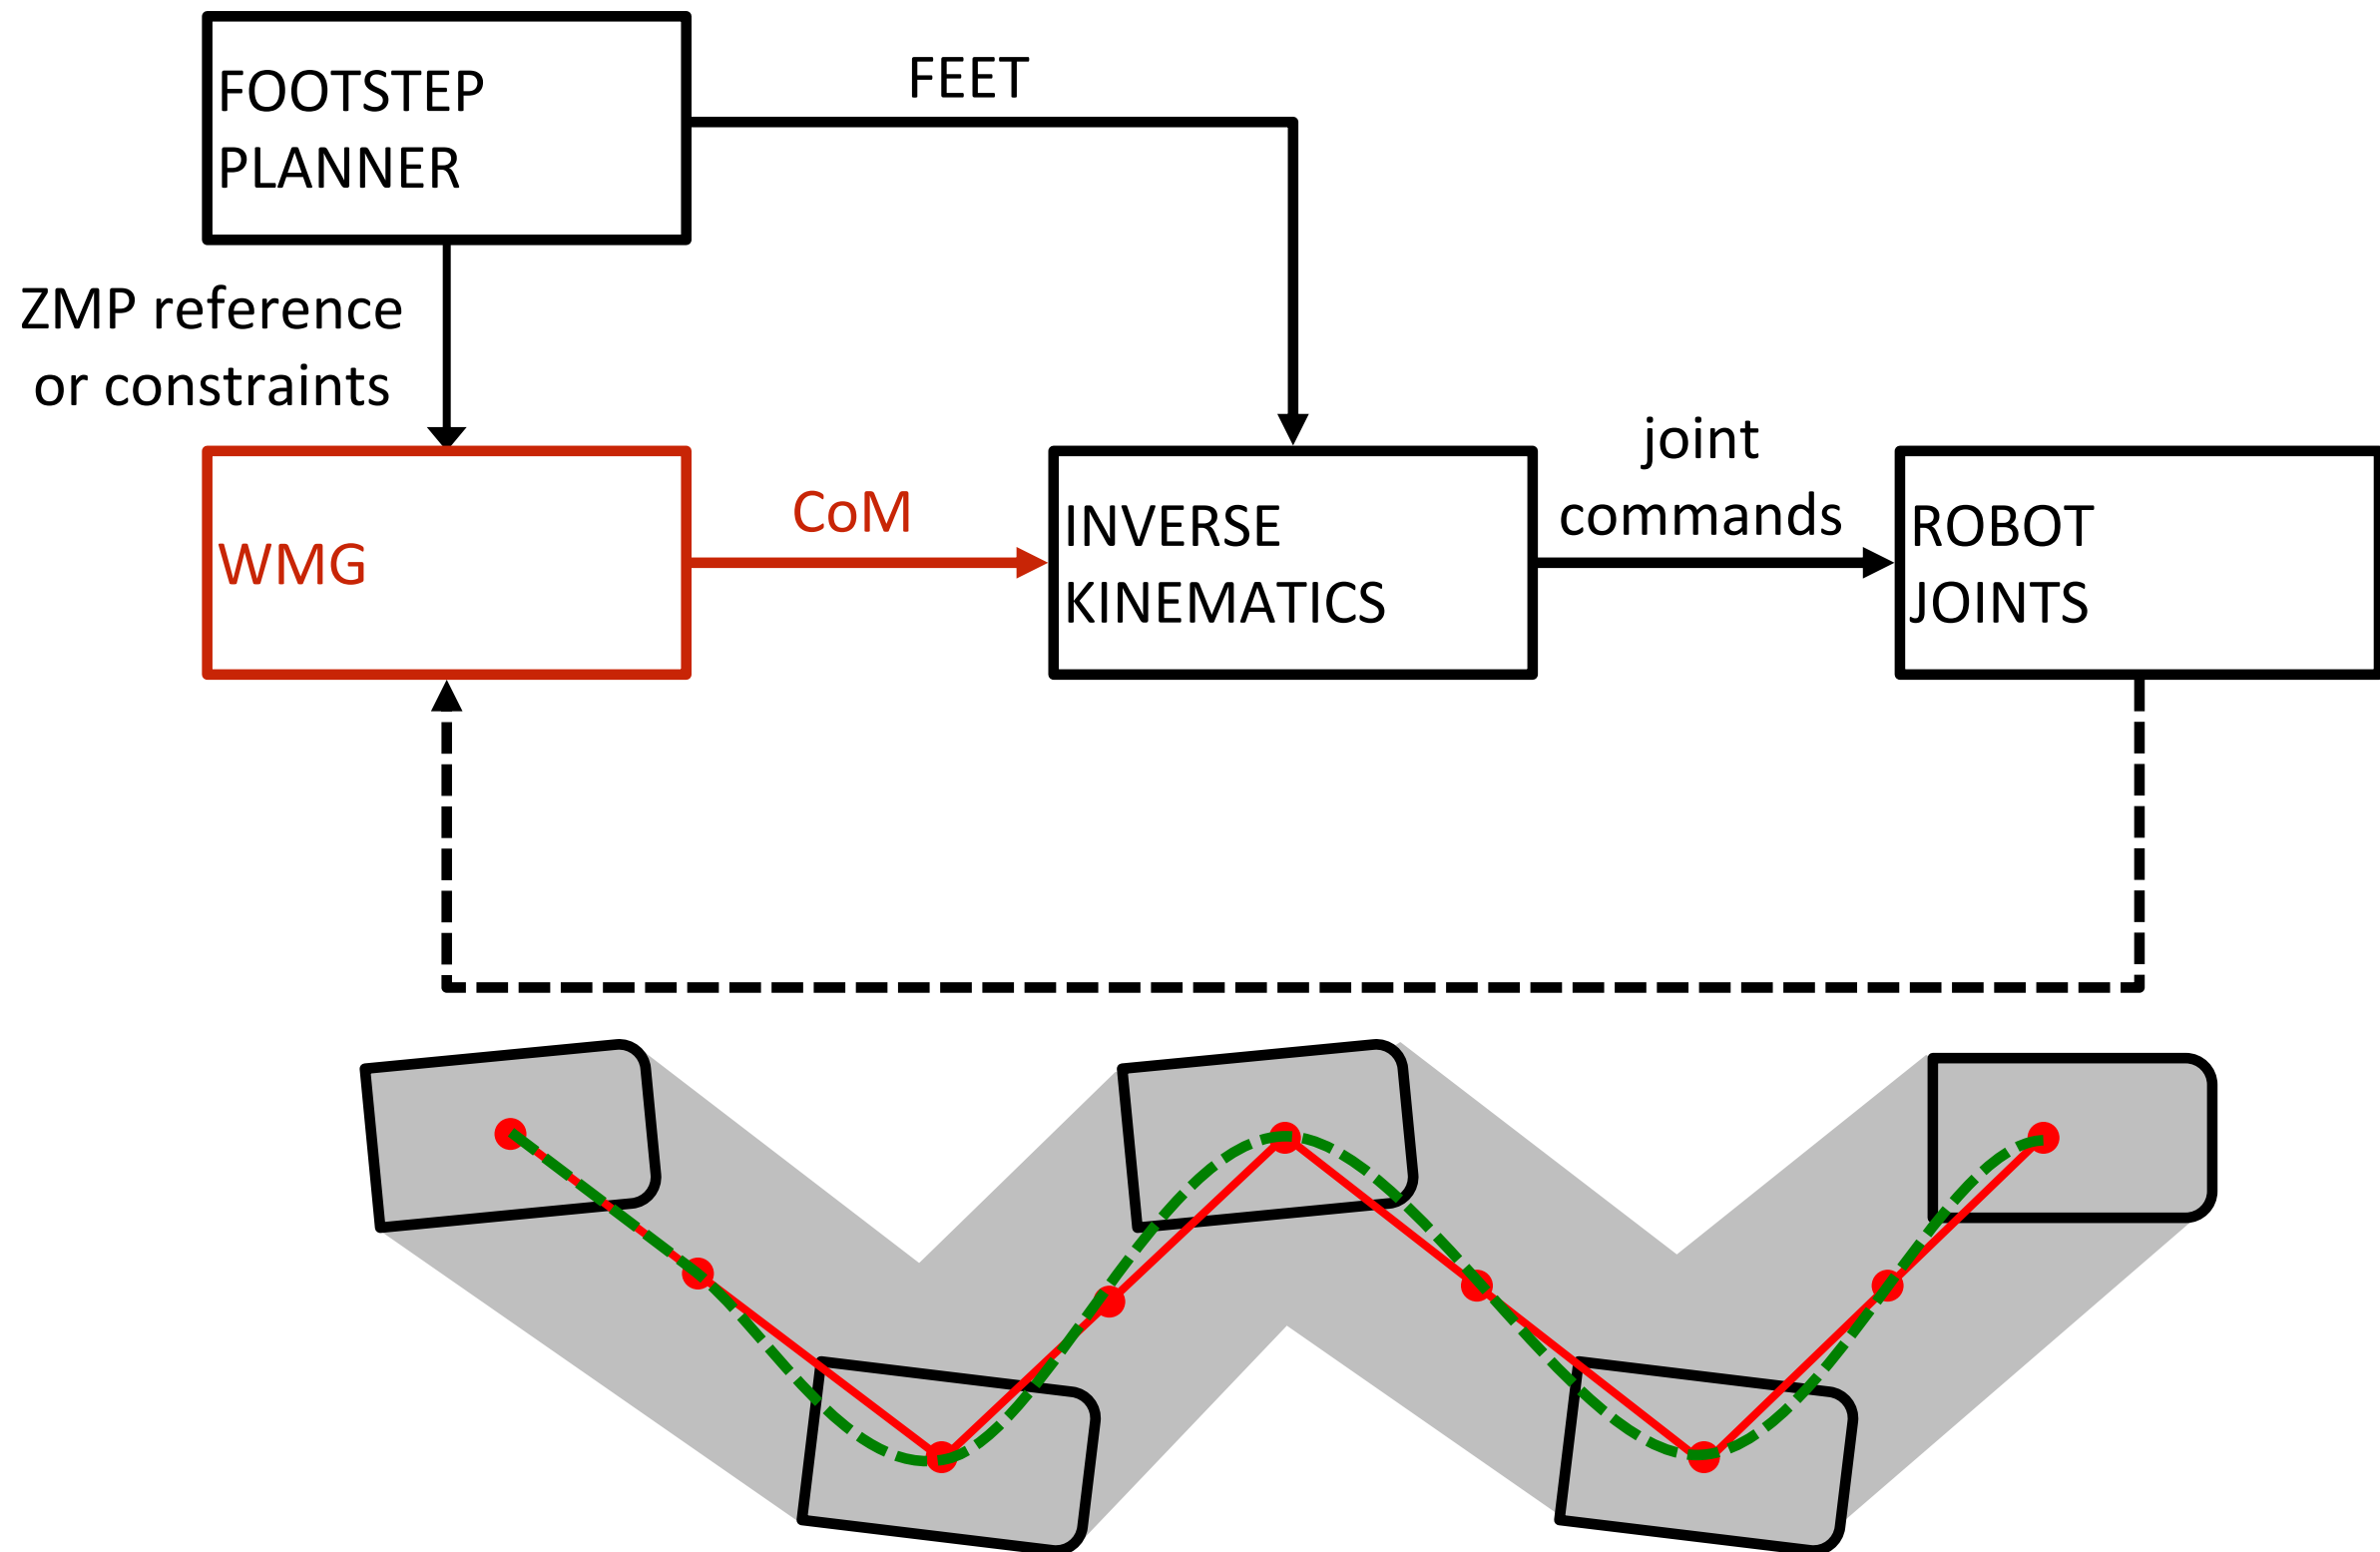 FOOTSTEP
PLANNER
FEET
ZMP reference
or constraints
WMG
CoM
INVERSE
KINEMATICS
joint
commands
ROBOT
JOINTS